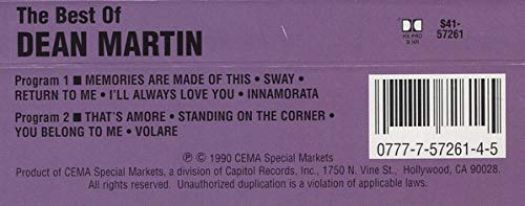 The Best Of
DEAN MARTIN
S41-
57261
HX PRO
B NR
Program 1 ■ MEMORIES ARE MADE OF THIS • SWAY •
RETURN TO ME • I'LL ALWAYS LOVE YOU • INNAMORATA
Program 2 ■ THAT'S AMORE • STANDING ON THE CORNER •
YOU BELONG TO ME • VOLARE
0777-7-57261-4-5
℗ © 1990 CEMA Special Markets
Product of CEMA Special Markets, a division of Capitol Records, Inc., 1750 N. Vine St., Hollywood, CA 90028.
All rights reserved. Unauthorized duplication is a violation of applicable laws.